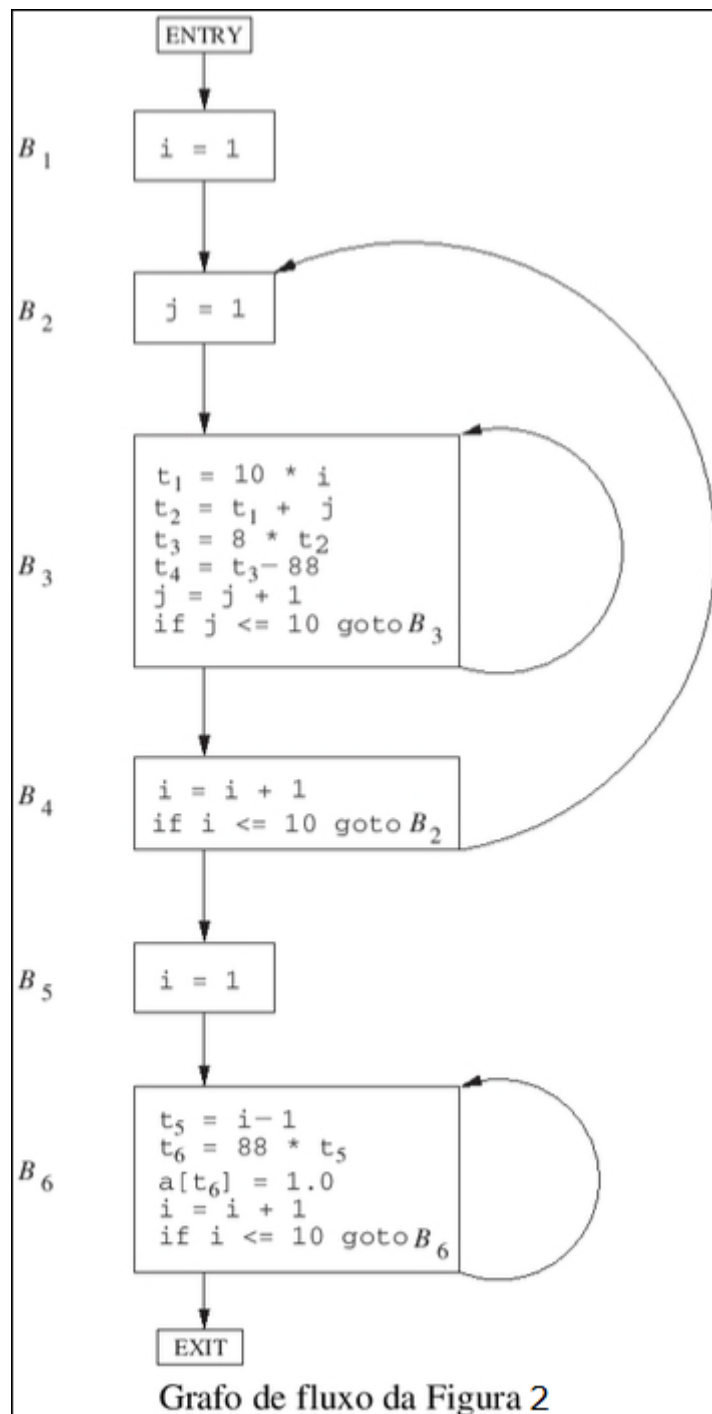 ENTRY
B1
i = 1
B2
j = 1
B3
t1 = 10 * i
t2 = t1 + j
t3 = 8 * t2
t4 = t3 - 88
j = j + 1
if j <= 10 goto B3
B4
i = i + 1
if i <= 10 goto B2
B5
i = 1
B6
t5 = i - 1
t6 = 88 * t5
a[t6] = 1.0
i = i + 1
if i <= 10 goto B6
EXIT
Grafo de fluxo da Figura 2